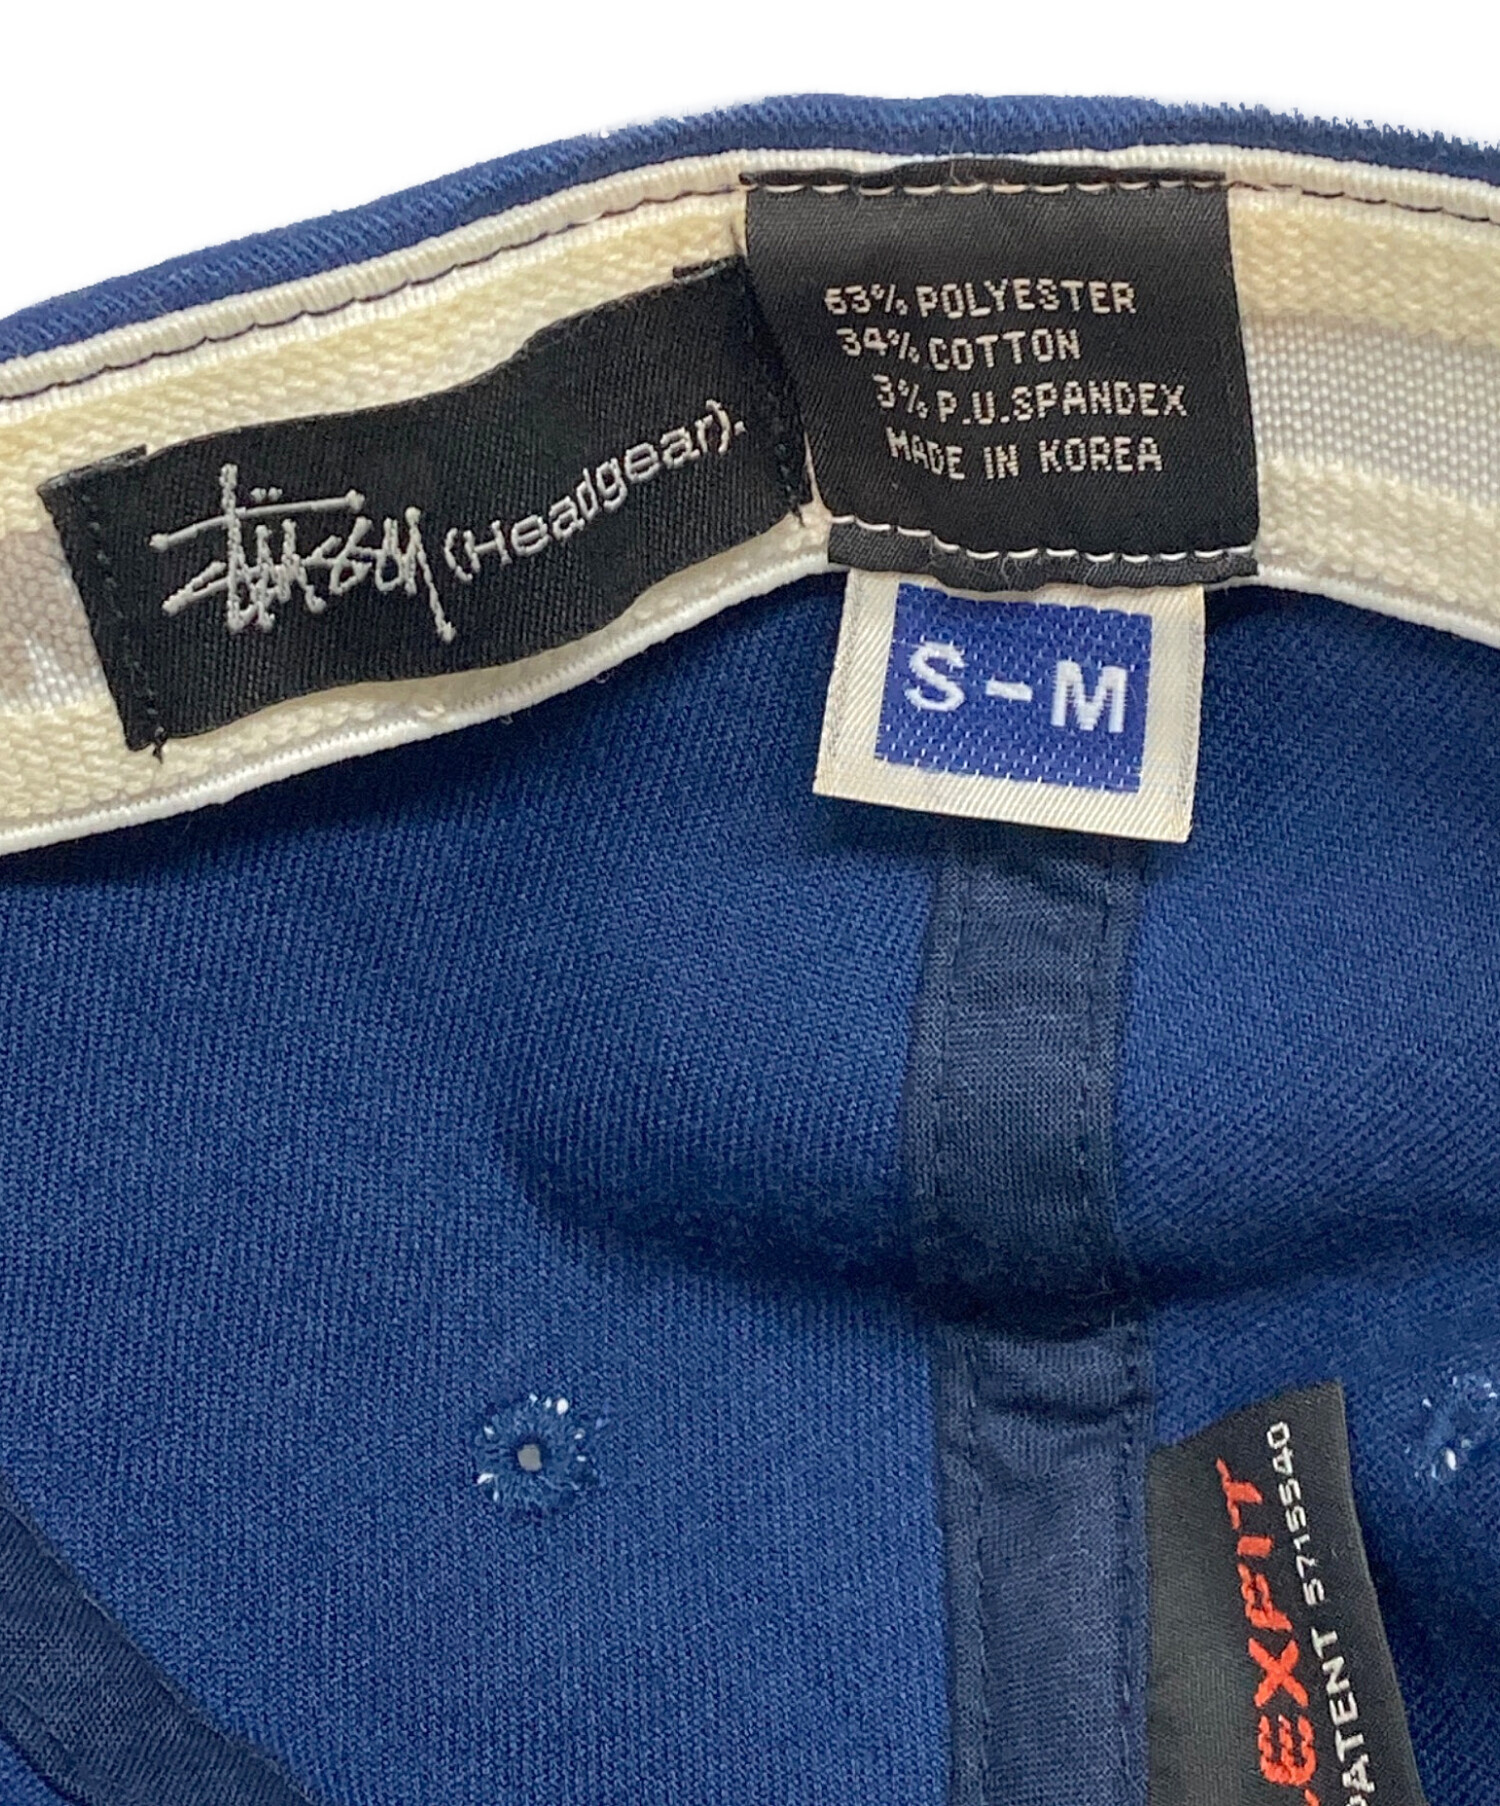 Stüssy (Headgear).
63% POLYESTER
34% COTTON
3% P.U.SPANDEX
MADE IN KOREA
S-M
EXFIT
PATENT 5715540